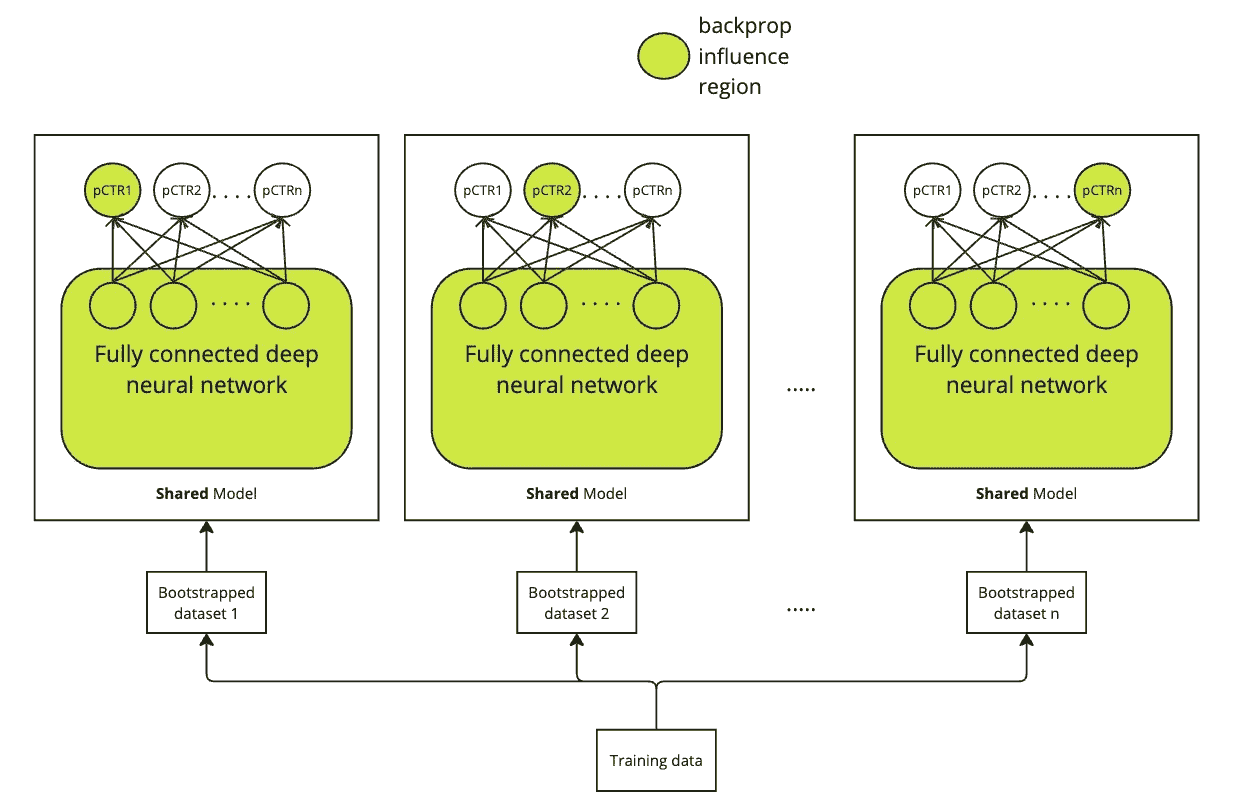 backprop
influence
region
pCTR1 pCTR2 .... pCTRn
Fully connected deep
neural network
Shared Model
pCTR1 pCTR2 .... pCTRn
Fully connected deep
neural network
Shared Model
.....
pCTR1 pCTR2 .... pCTRn
Fully connected deep
neural network
Shared Model
Bootstrapped
dataset 1
Bootstrapped
dataset 2
.....
Bootstrapped
dataset n
Training data